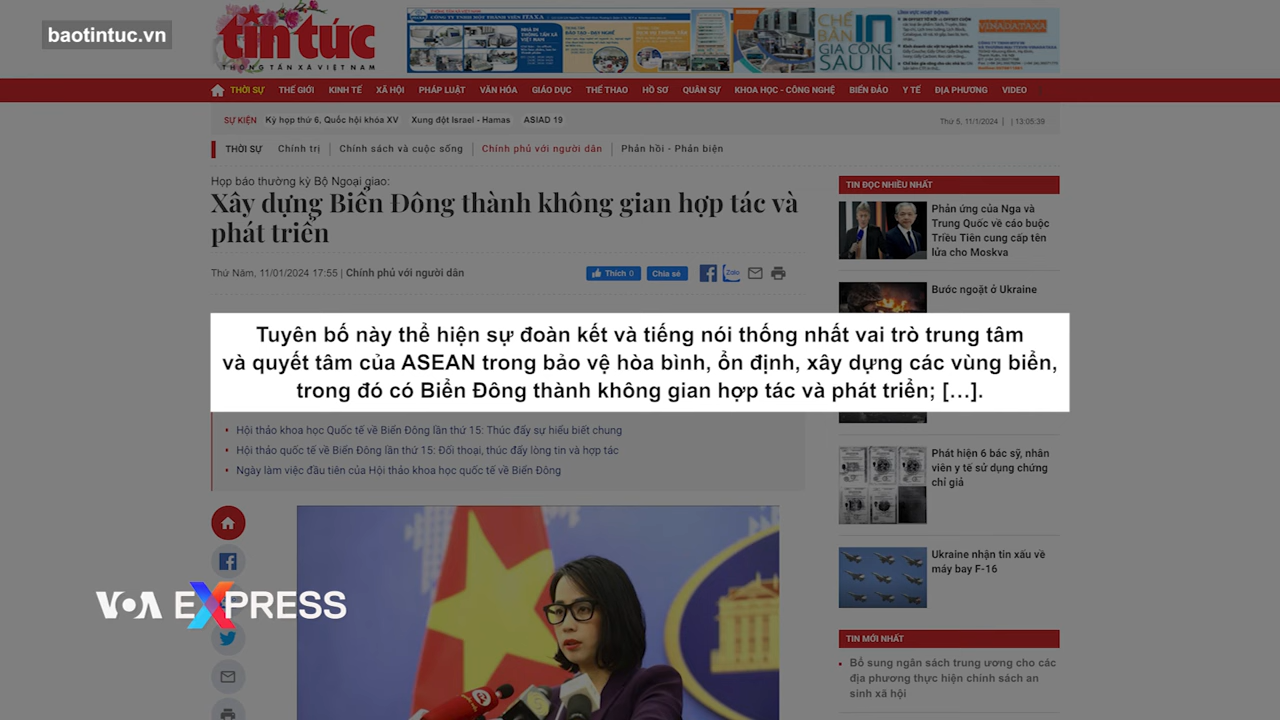 baotintuc.vn
tin tức
THÔNG TẤN XÃ VIỆT NAM
CHẾ BẢN IN
GIA CÔNG
SAU IN
VINADATAXA
THỜI SỰ THẾ GIỚI KINH TẾ XÃ HỘI PHÁP LUẬT VĂN HÓA GIÁO DỤC THỂ THAO HỒ SƠ QUÂN SỰ KHOA HỌC - CÔNG NGHỆ BIỂN ĐẢO Y TẾ ĐỊA PHƯƠNG VIDEO
SỰ KIỆN Kỳ họp thứ 6, Quốc hội khóa XV Xung đột Israel - Hamas ASIAD 19
Thứ 5, 11/1/2024 | | 13:05:39
THỜI SỰ Chính trị | Chính sách và cuộc sống | Chính phủ với người dân | Phản hồi - Phản biện
Họp báo thường kỳ Bộ Ngoại giao:
Xây dựng Biển Đông thành không gian hợp tác và
phát triển
Thứ Năm, 11/01/2024 17:55 | Chính phủ với người dân
Thích 0 Chia sẻ Zalo
Tuyên bố này thể hiện sự đoàn kết và tiếng nói thống nhất vai trò trung tâm
và quyết tâm của ASEAN trong bảo vệ hòa bình, ổn định, xây dựng các vùng biển,
trong đó có Biển Đông thành không gian hợp tác và phát triển; [...].
Hội thảo khoa học Quốc tế về Biển Đông lần thứ 15: Thúc đẩy sự hiểu biết chung
Hội thảo quốc tế về Biển Đông lần thứ 15: Đối thoại, thúc đẩy lòng tin và hợp tác
Ngày làm việc đầu tiên của Hội thảo khoa học quốc tế về Biển Đông
TIN ĐỌC NHIỀU NHẤT
Phản ứng của Nga và
Trung Quốc về cáo buộc
Triều Tiên cung cấp tên
lửa cho Moskva
Bước ngoặt ở Ukraine
Phát hiện 6 bác sỹ, nhân
viên y tế sử dụng chứng
chỉ giả
Ukraine nhận tin xấu về
máy bay F-16
TIN MỚI NHẤT
Bổ sung ngân sách trung ương cho các
địa phương thực hiện chính sách an
sinh xã hội
VOA EXPRESS